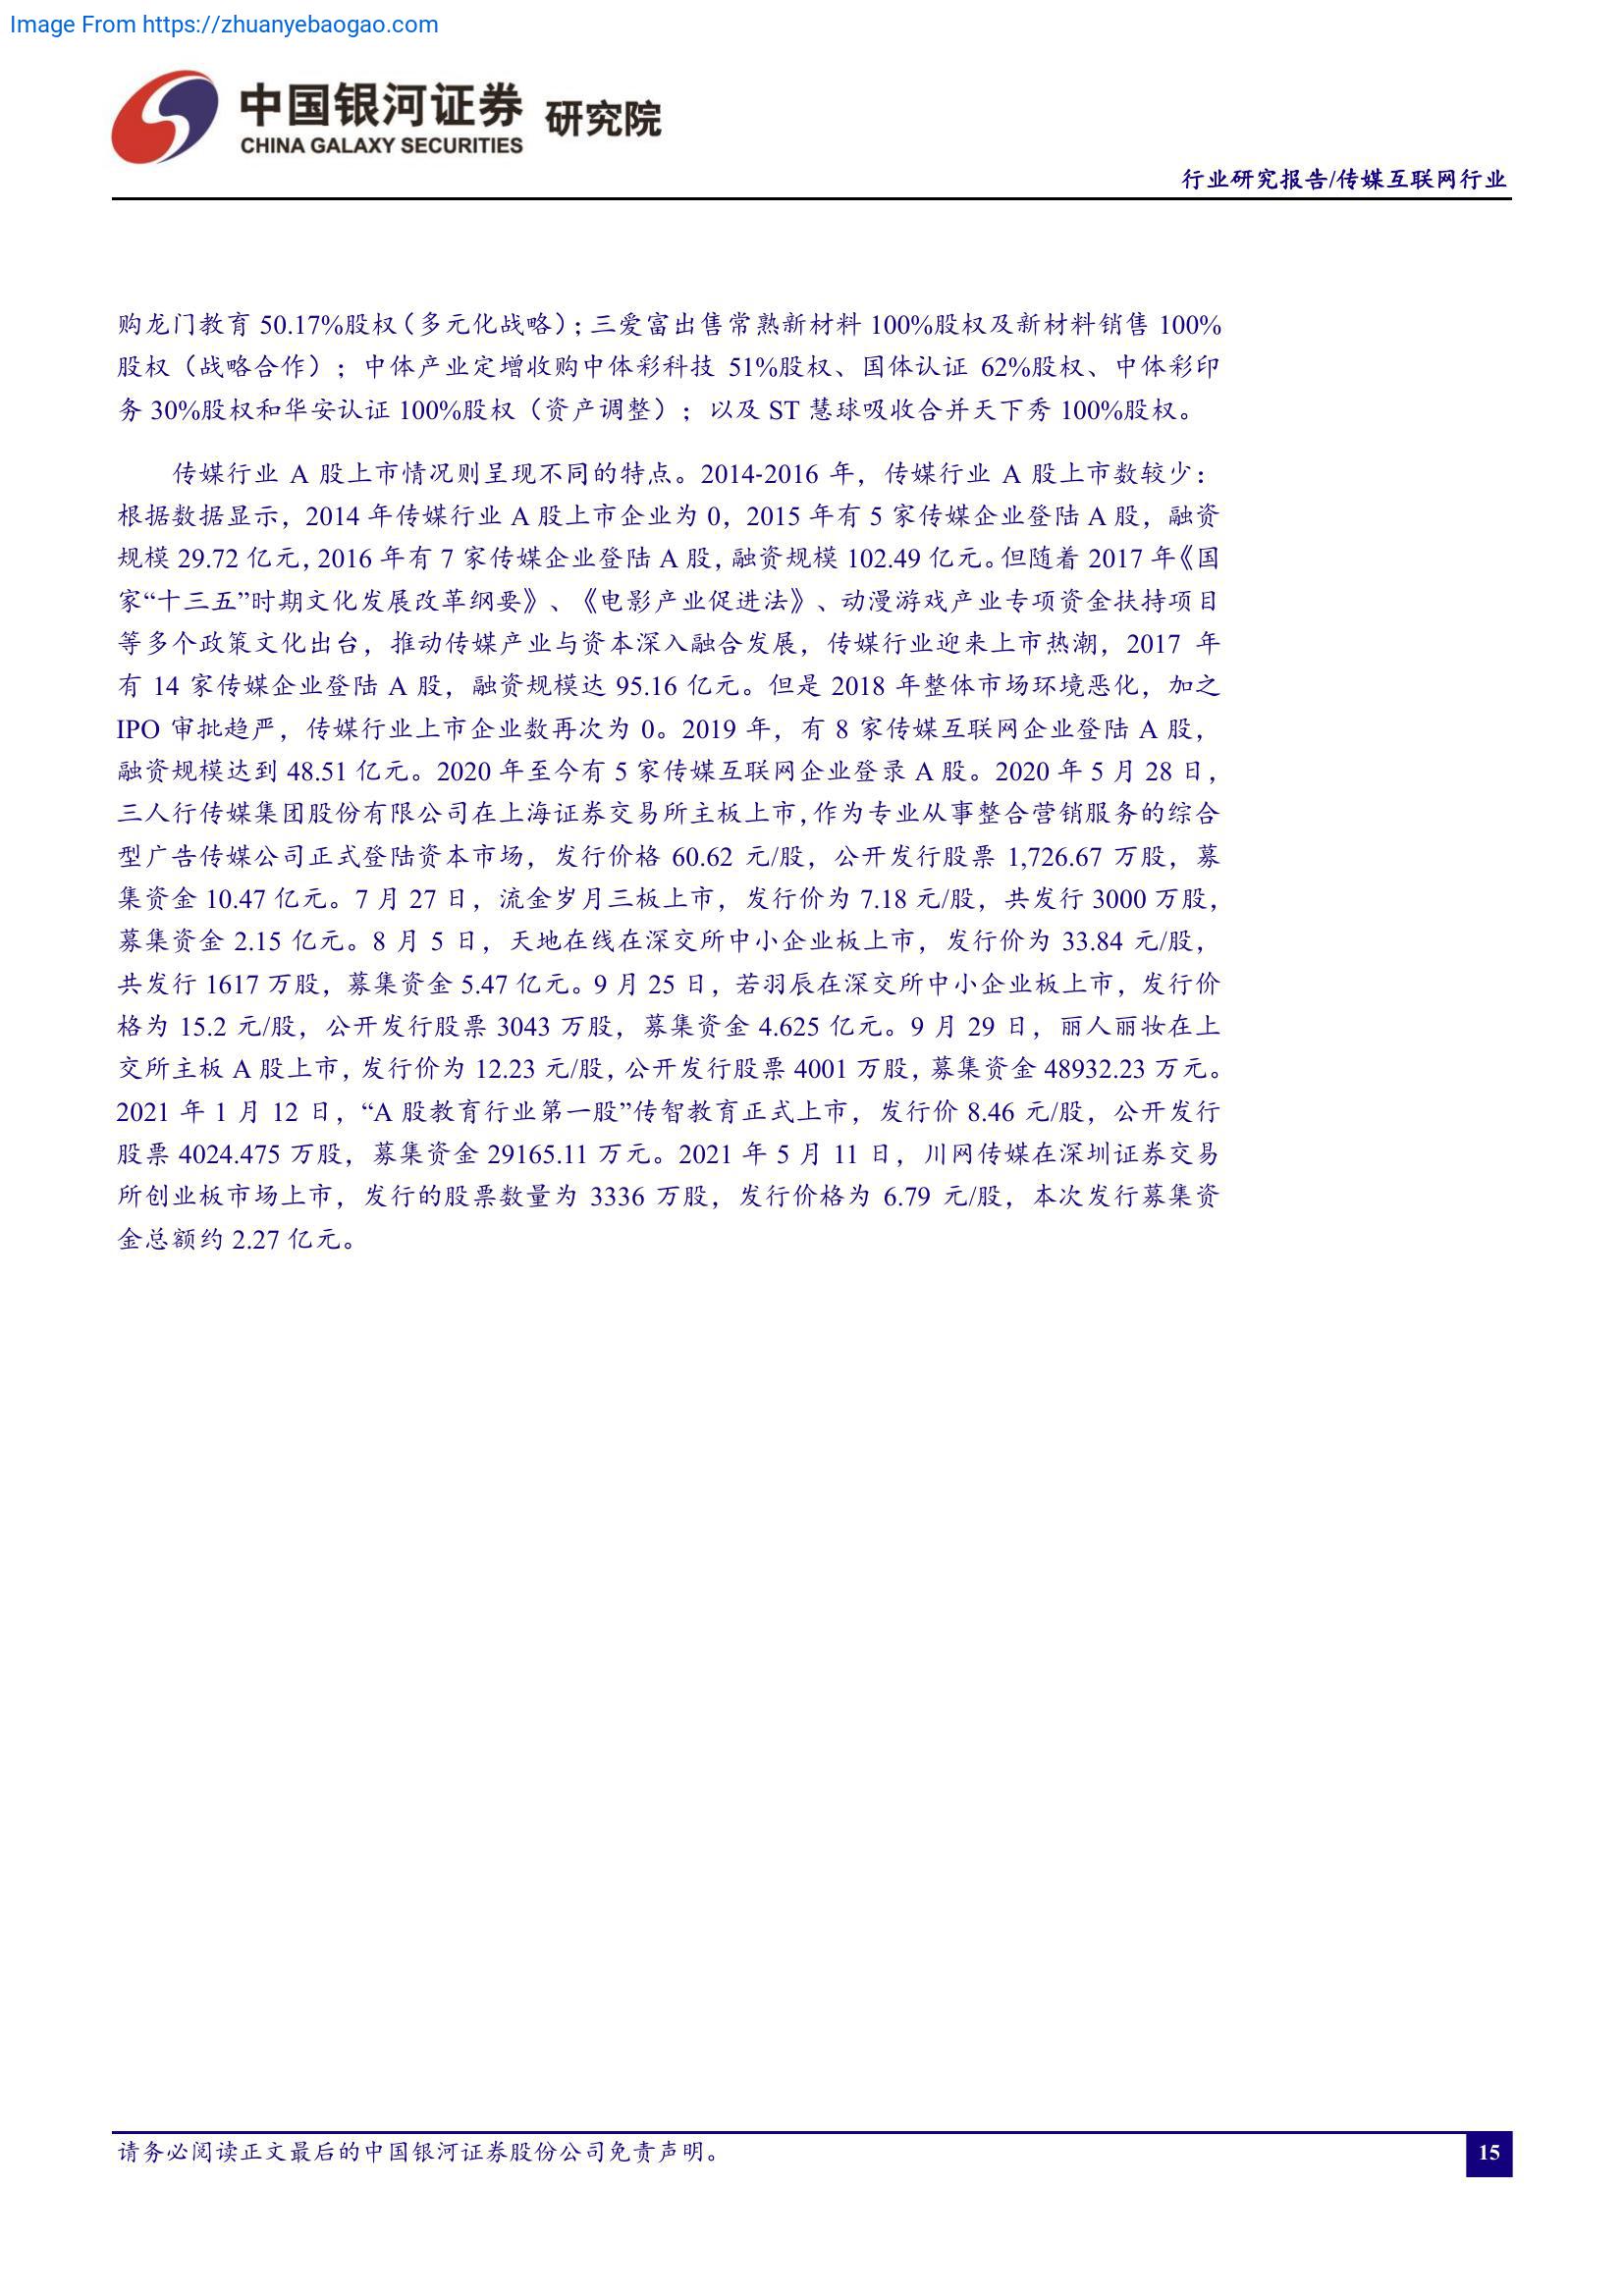 Image From https://zhuanyebaogao.com
中国银河证券 研究院
CHINA GALAXY SECURITIES
行业研究报告/传媒互联网行业
购龙门教育 50.17%股权（多元化战略）；三爱富出售常熟新材料 100%股权及新材料销售 100%
股权（战略合作）；中体产业定增收购中体彩科技 51%股权、国体认证 62%股权、中体彩印
务 30%股权和华安认证 100%股权（资产调整）；以及 ST 慧球吸收合并天下秀 100%股权。
传媒行业 A 股上市情况则呈现不同的特点。2014-2016 年，传媒行业 A 股上市数较少：
根据数据显示，2014 年传媒行业 A 股上市企业为 0，2015 年有 5 家传媒企业登陆 A 股，融资
规模 29.72 亿元，2016 年有 7 家传媒企业登陆 A 股，融资规模 102.49 亿元。但随着 2017 年《国
家“十三五”时期文化发展改革纲要》、《电影产业促进法》、动漫游戏产业专项资金扶持项目
等多个政策文化出台，推动传媒产业与资本深入融合发展，传媒行业迎来上市热潮，2017 年
有 14 家传媒企业登陆 A 股，融资规模达 95.16 亿元。但是 2018 年整体市场环境恶化，加之
IPO 审批趋严，传媒行业上市企业数再次为 0。2019 年，有 8 家传媒互联网企业登陆 A 股，
融资规模达到 48.51 亿元。2020 年至今有 5 家传媒互联网企业登录 A 股。2020 年 5 月 28 日，
三人行传媒集团股份有限公司在上海证券交易所主板上市，作为专业从事整合营销服务的综合
型广告传媒公司正式登陆资本市场，发行价格 60.62 元/股，公开发行股票 1,726.67 万股，募
集资金 10.47 亿元。7 月 27 日，流金岁月三板上市，发行价为 7.18 元/股，共发行 3000 万股，
募集资金 2.15 亿元。8 月 5 日，天地在线在深交所中小企业板上市，发行价为 33.84 元/股，
共发行 1617 万股，募集资金 5.47 亿元。9 月 25 日，若羽辰在深交所中小企业板上市，发行价
格为 15.2 元/股，公开发行股票 3043 万股，募集资金 4.625 亿元。9 月 29 日，丽人丽妆在上
交所主板 A 股上市，发行价为 12.23 元/股，公开发行股票 4001 万股，募集资金 48932.23 万元。
2021 年 1 月 12 日，“A 股教育行业第一股”传智教育正式上市，发行价 8.46 元/股，公开发行
股票 4024.475 万股，募集资金 29165.11 万元。2021 年 5 月 11 日，川网传媒在深圳证券交易
所创业板市场上市，发行的股票数量为 3336 万股，发行价格为 6.79 元/股，本次发行募集资
金总额约 2.27 亿元。
请务必阅读正文最后的中国银河证券股份公司免责声明。
15